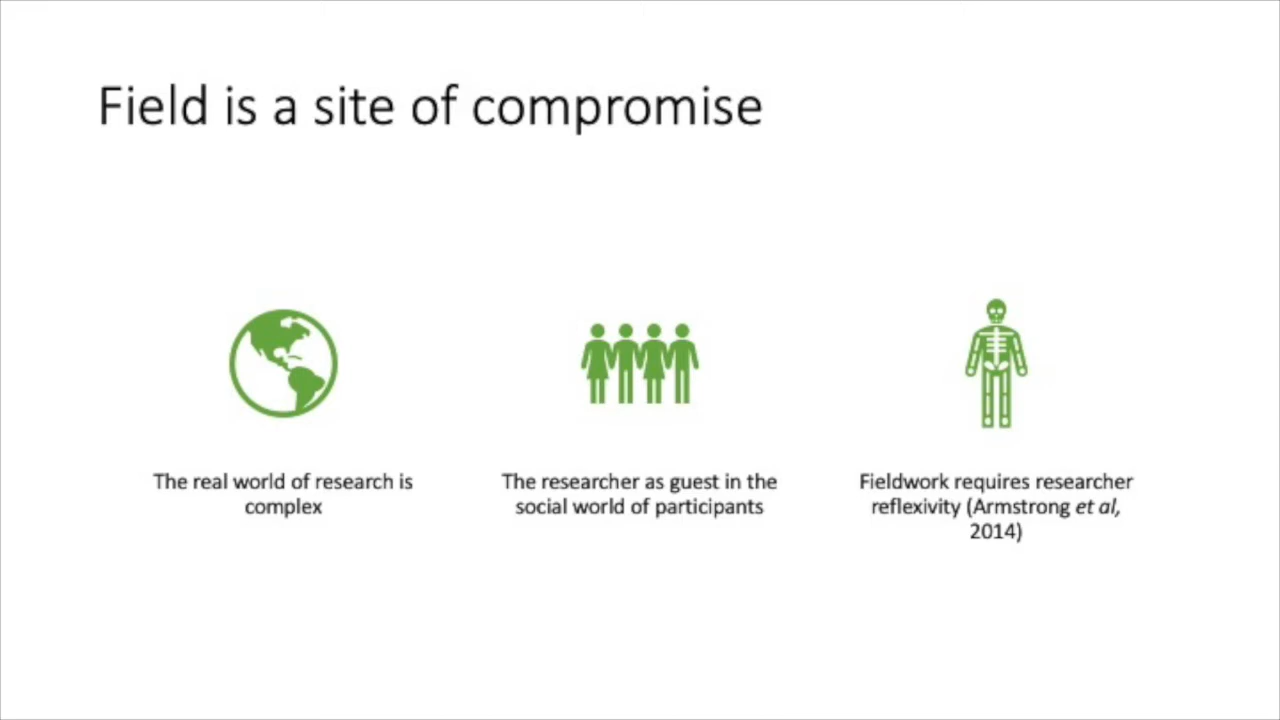 Field is a site of compromise
The real world of research is
complex
The researcher as guest in the
social world of participants
Fieldwork requires researcher
reflexivity (Armstrong et al,
2014)